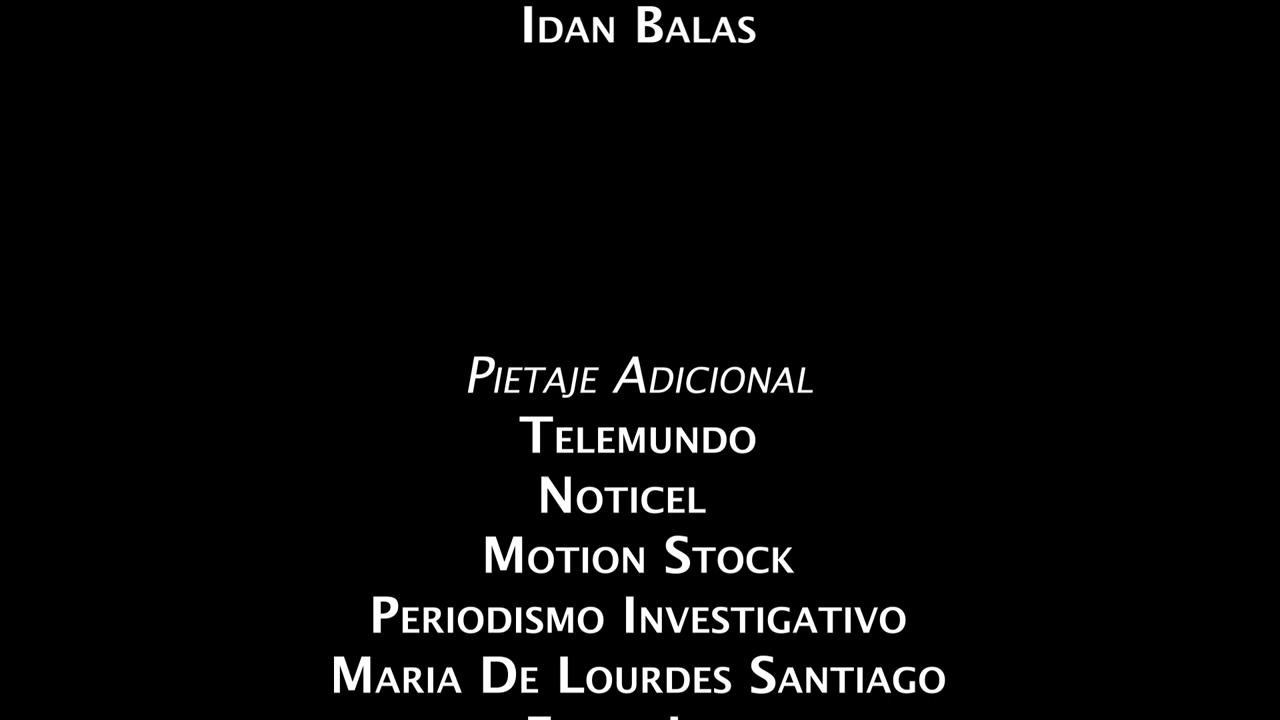 Idan Balas
Pietaje Adicional
Telemundo
Noticel
Motion Stock
Periodismo Investigativo
Maria De Lourdes Santiago